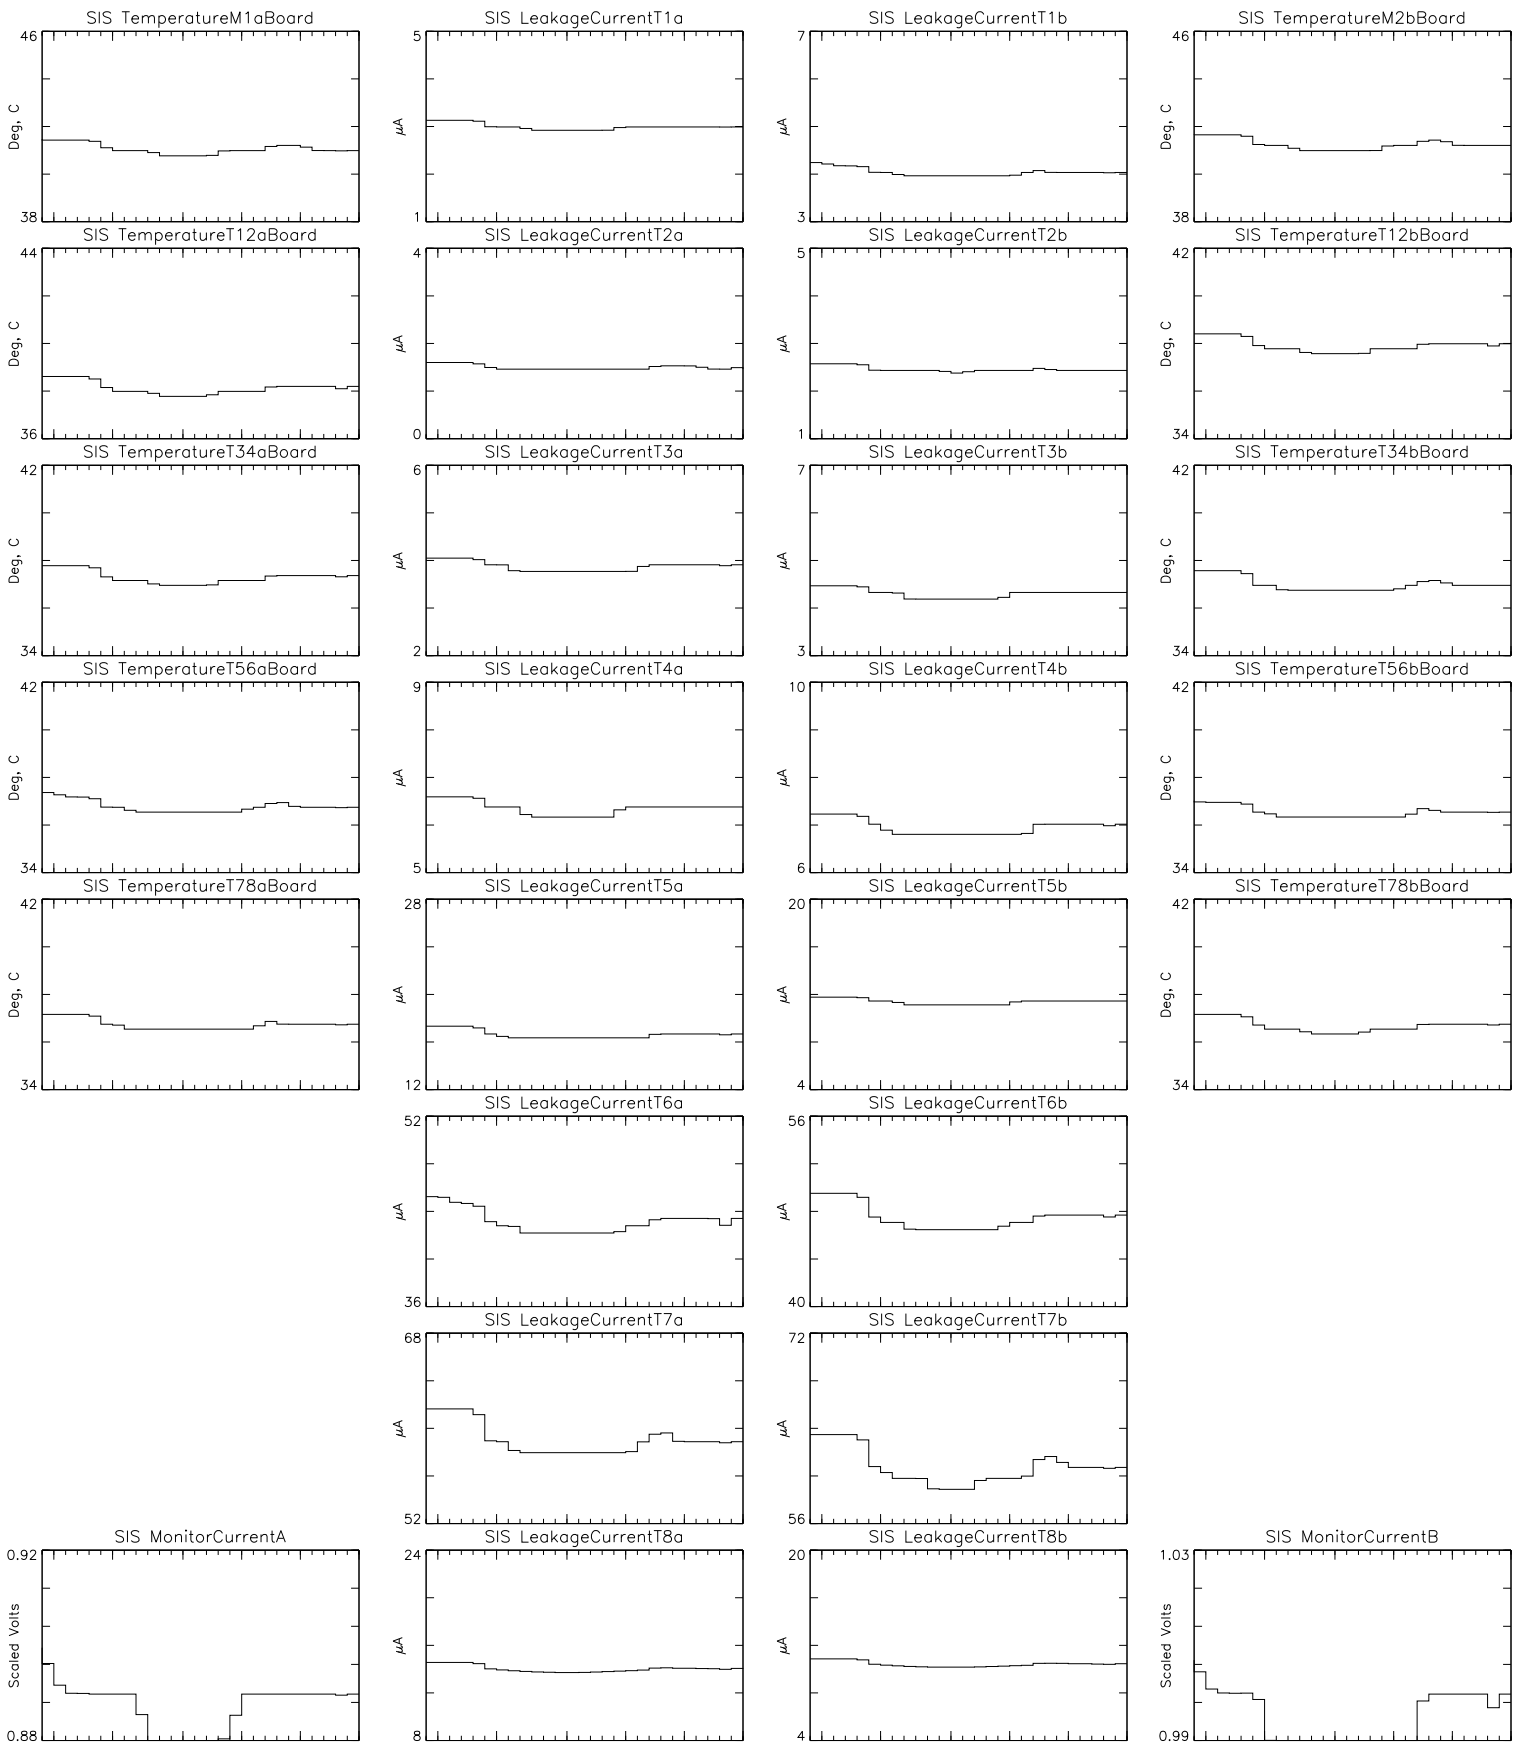 SIS TemperatureM1aBoard
SIS LeakageCurrentT1a
SIS LeakageCurrentT1b
SIS TemperatureM2bBoard
46
Deg, C
38
5
μA
1
7
μA
3
46
Deg, C
38
SIS TemperatureT12aBoard
SIS LeakageCurrentT2a
SIS LeakageCurrentT2b
SIS TemperatureT12bBoard
44
Deg, C
36
4
μA
0
5
μA
1
42
Deg, C
34
SIS TemperatureT34aBoard
SIS LeakageCurrentT3a
SIS LeakageCurrentT3b
SIS TemperatureT34bBoard
42
Deg, C
34
6
μA
2
7
μA
3
42
Deg, C
34
SIS TemperatureT56aBoard
SIS LeakageCurrentT4a
SIS LeakageCurrentT4b
SIS TemperatureT56bBoard
42
Deg, C
34
9
μA
5
10
μA
6
42
Deg, C
34
SIS TemperatureT78aBoard
SIS LeakageCurrentT5a
SIS LeakageCurrentT5b
SIS TemperatureT78bBoard
42
Deg, C
34
28
μA
12
20
μA
4
42
Deg, C
34
SIS LeakageCurrentT6a
SIS LeakageCurrentT6b
52
μA
36
56
μA
40
SIS LeakageCurrentT7a
SIS LeakageCurrentT7b
68
μA
52
72
μA
56
SIS MonitorCurrentA
SIS LeakageCurrentT8a
SIS LeakageCurrentT8b
SIS MonitorCurrentB
0.92
Scaled Volts
0.88
24
μA
8
20
μA
4
1.03
Scaled Volts
0.99